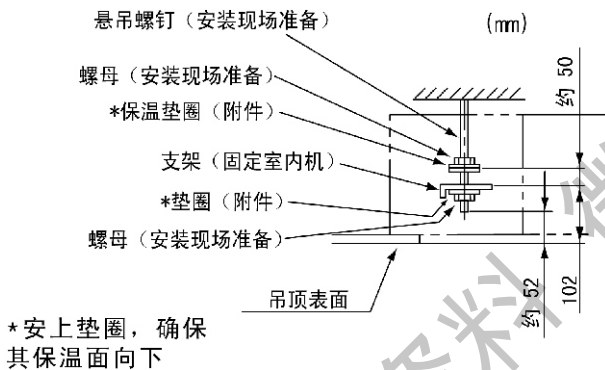 悬吊螺钉（安装现场准备）
(mm)
螺母（安装现场准备）
*保温垫圈（附件）
支架（固定室内机）
*垫圈（附件）
螺母（安装现场准备）
吊顶表面
约 50
约 52
102
*安上垫圈，确保
其保温面向下
资料
微